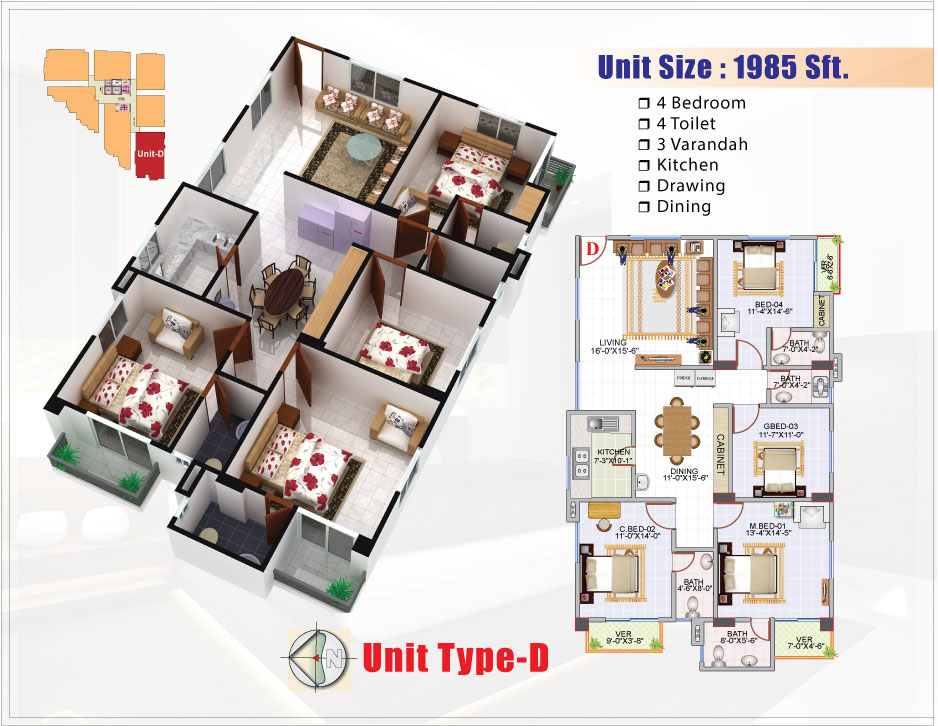 Unit Size : 1985 Sft.
4 Bedroom
4 Toilet
3 Varandah
Kitchen
Drawing
Dining
Unit-D
D
BED-04
11'-4"X14'-6"
VER
6'-6"X2'-6"
CABINET
LIVING
16'-0"X15'-6"
BATH
7'-0"X4'-2"
FRIDGE
D.FRIDGE
BATH
7'-0"X4'-2"
GBED-03
11'-7"X11'-0"
KITCHEN
7'-3"X10'-1"
CABINET
DINING
11'-0"X15'-6"
C.BED-02
11'-0"X14'-0"
M.BED-01
13'-4"X14'-5"
BATH
4'-6"X8'-0"
VER
9'-0"X3'-8"
BATH
8'-0"X5'-6"
VER
7'-0"X4'-6"
N
Unit Type-D